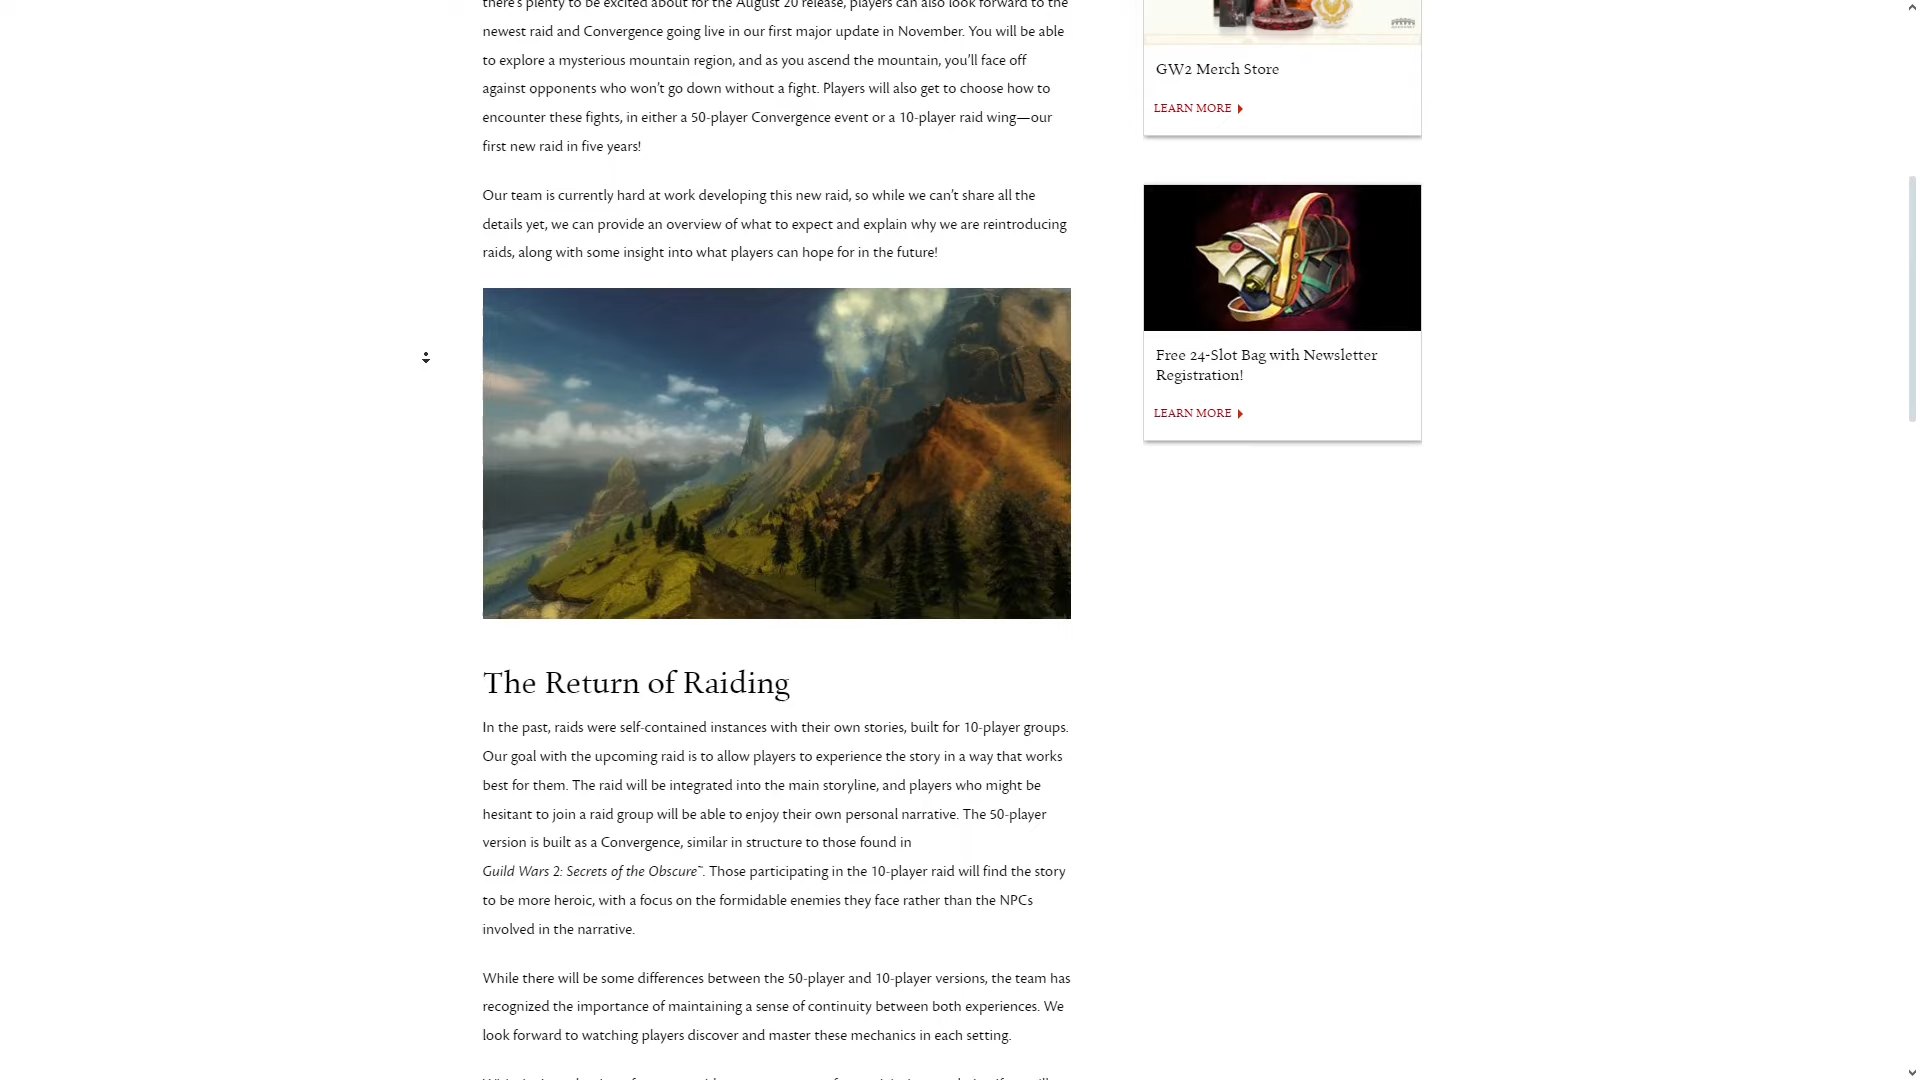 there's plenty to be excited about for the August 20 release, players can also look forward to the
newest raid and Convergence going live in our first major update in November. You will be able
to explore a mysterious mountain region, and as you ascend the mountain, you'll face off
against opponents who won't go down without a fight. Players will also get to choose how to
encounter these fights, in either a 50-player Convergence event or a 10-player raid wing—our
first new raid in five years!
Our team is currently hard at work developing this new raid, so while we can't share all the
details yet, we can provide an overview of what to expect and explain why we are reintroducing
raids, along with some insight into what players can hope for in the future!
The Return of Raiding
In the past, raids were self-contained instances with their own stories, built for 10-player groups.
Our goal with the upcoming raid is to allow players to experience the story in a way that works
best for them. The raid will be integrated into the main storyline, and players who might be
hesitant to join a raid group will be able to enjoy their own personal narrative. The 50-player
version is built as a Convergence, similar in structure to those found in
Guild Wars 2: Secrets of the Obscure™. Those participating in the 10-player raid will find the story
to be more heroic, with a focus on the formidable enemies they face rather than the NPCs
involved in the narrative.
While there will be some differences between the 50-player and 10-player versions, the team has
recognized the importance of maintaining a sense of continuity between both experiences. We
look forward to watching players discover and master these mechanics in each setting.
GW2 Merch Store
LEARN MORE
Free 24-Slot Bag with Newsletter
Registration!
LEARN MORE